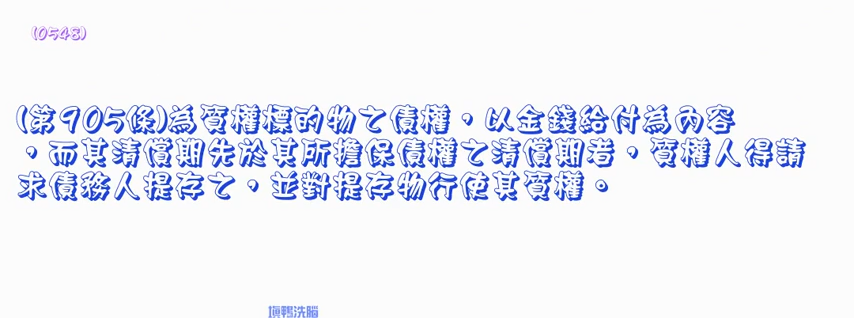 (0548)
(第905條)為質權標的物之債權，以金錢給付為內容
，而其清償期先於其所擔保債權之清償期者，質權人得請
求債務人提存之，並對提存物行使其質權。
填鴨洗腦